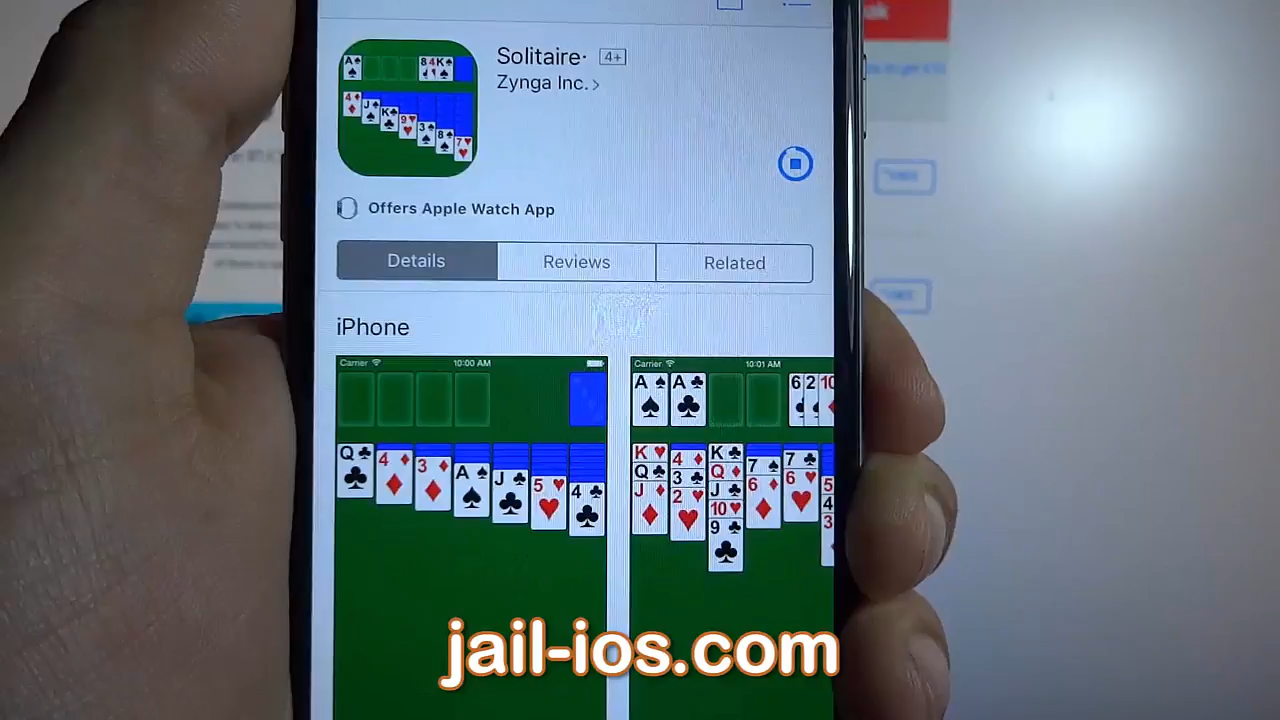 Solitaire· 4+
Zynga Inc. >
Offers Apple Watch App
Details Reviews Related
iPhone
Carrier 10:00 AM
Carrier 10:01 AM
jail-ios.com